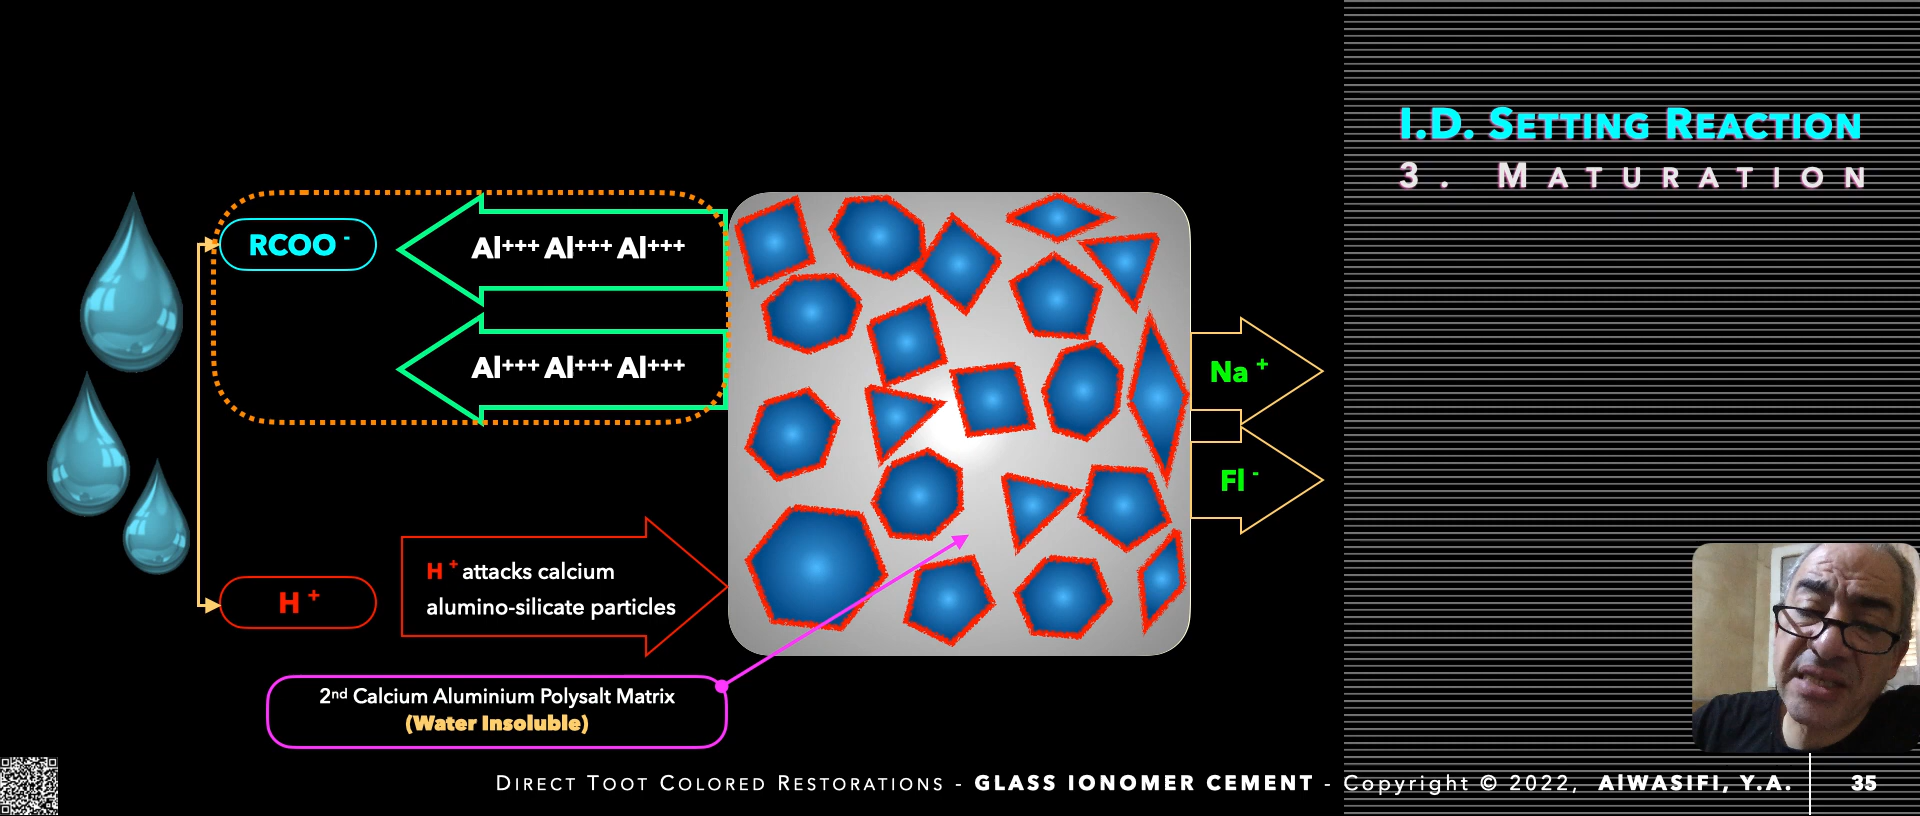 I.D. SETTING REACTION
3. MATURATION
RCOO -
Al+++ Al+++ Al+++
Al+++ Al+++ Al+++
Na +
Fl -
H +
H + attacks calcium
alumino-silicate particles
2nd Calcium Aluminium Polysalt Matrix
(Water Insoluble)
DIRECT TOOT COLORED RESTORATIONS - GLASS IONOMER CEMENT - Copyright © 2022, AlWASIFI, Y.A. 35